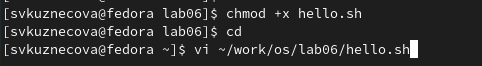 [svkuznecova@fedora lab06]$ chmod +x hello.sh
[svkuznecova@fedora lab06]$ cd
[svkuznecova@fedora ~]$ vi ~/work/os/lab06/hello.sh